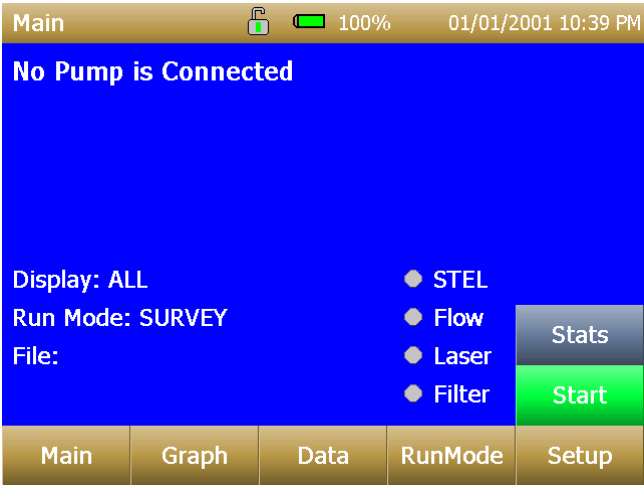 Main 100% 01/01/2001 10:39 PM
No Pump is Connected
Display: ALL
STEL
Run Mode: SURVEY
Flow
File:
Laser
Filter
Stats
Start
Main Graph Data RunMode Setup